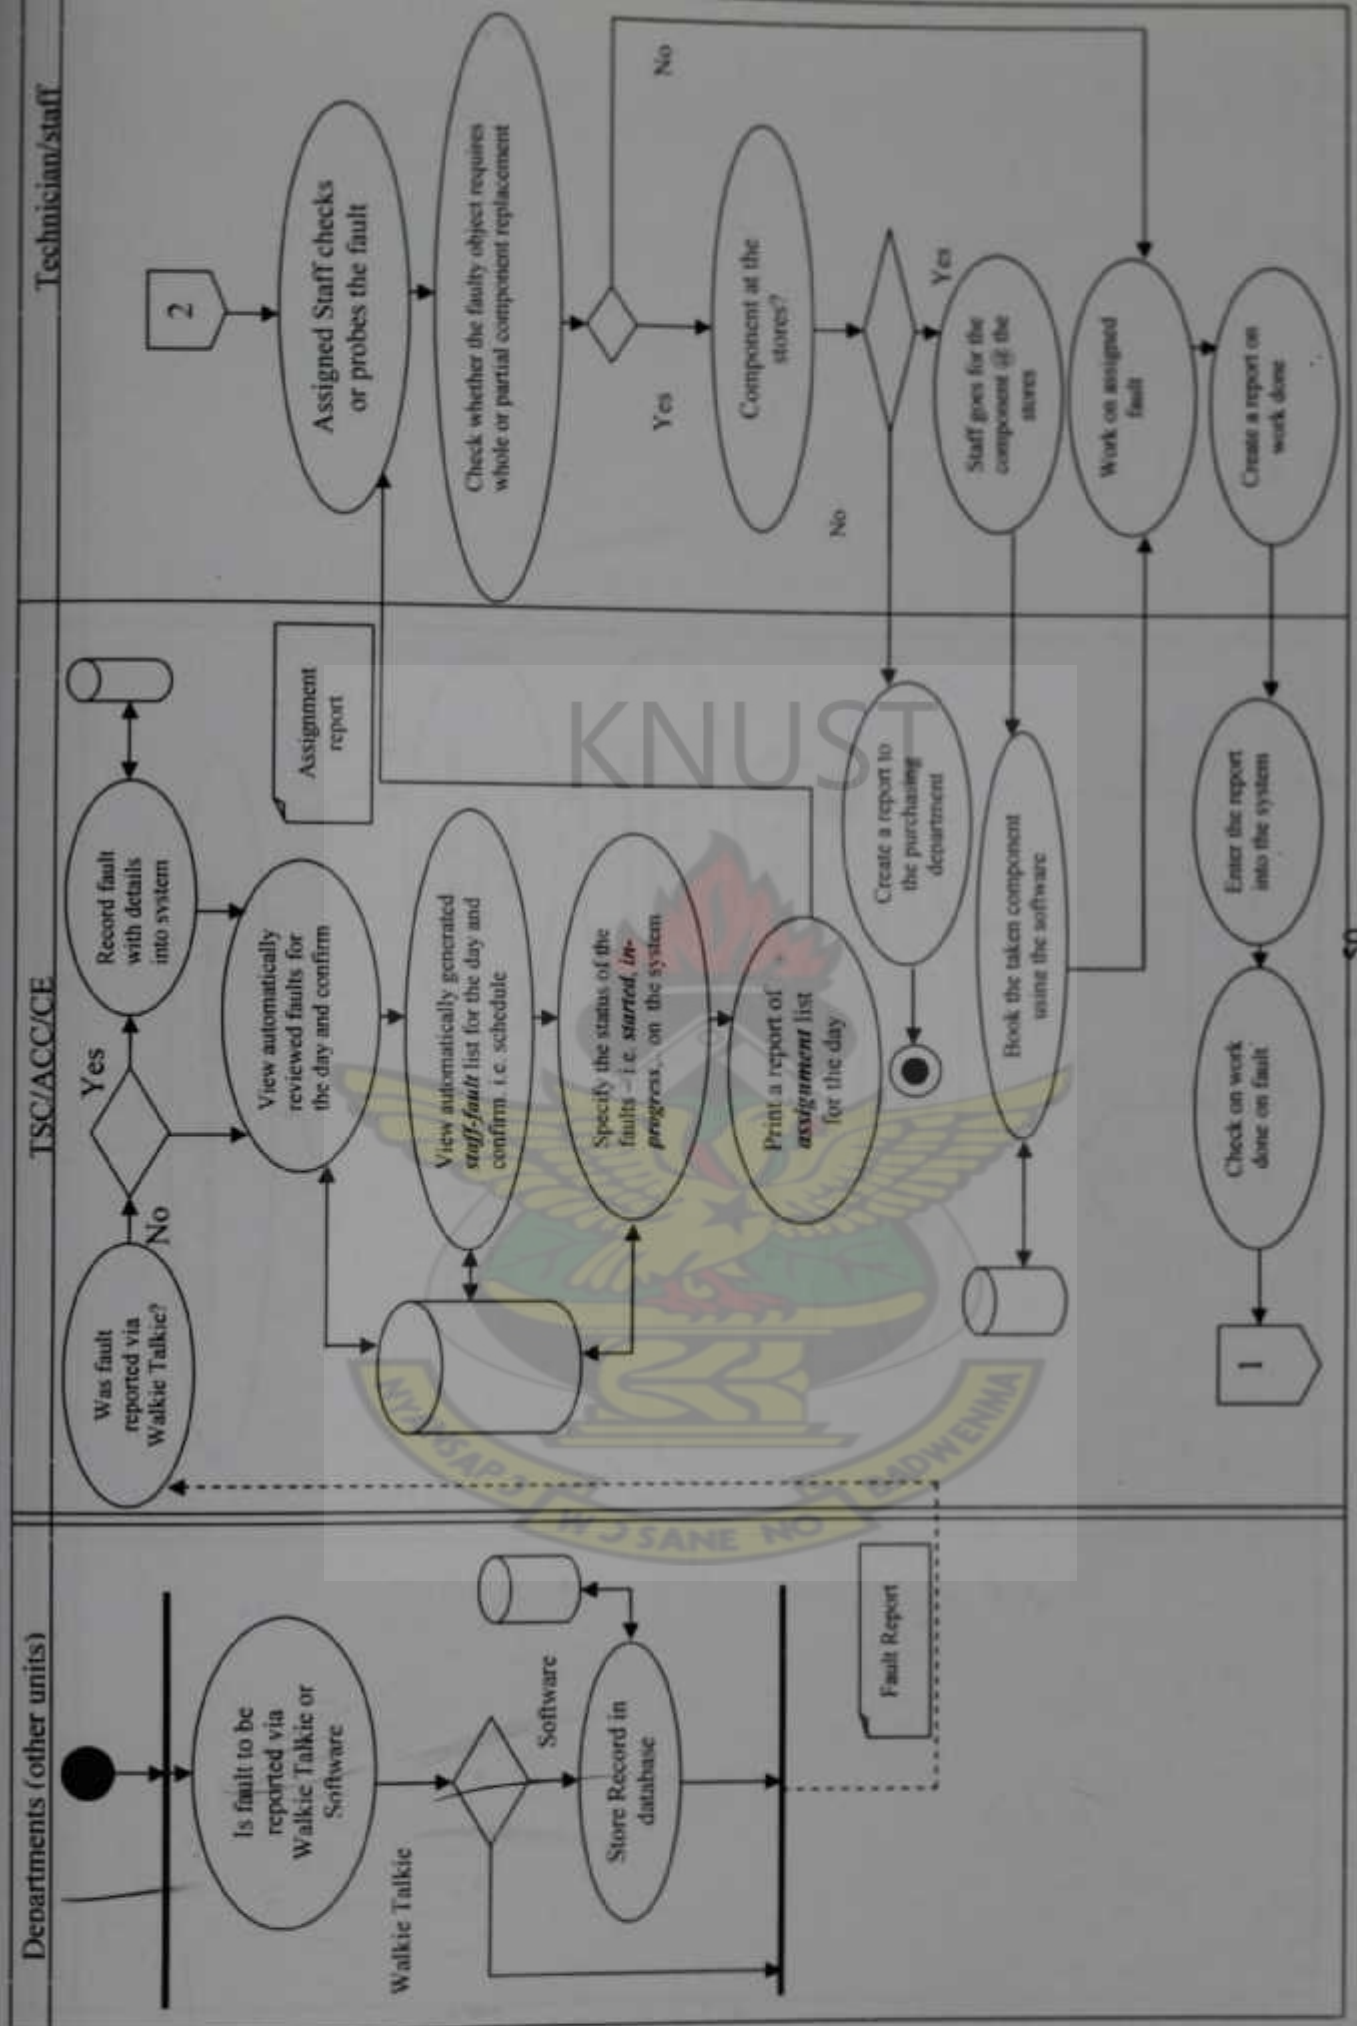 Departments (other units)
TSC/ACC/CE
Technician/staff
Is fault to be
reported via
Walkie Talkie or
Software
Walkie Talkie
Software
Store Record in
database
Fault Report
Was fault
reported via
Walkie Talkie?
No
Yes
Record fault
with details
into system
View automatically
reviewed faults for
the day and confirm
View automatically generated
staff-fault list for the day and
confirm. i.e. schedule
Specify the status of the
faults – i.e. started, in-
progress,. on the system
Print a report of
assignment list
for the day
Assignment
report
Create a report to
the purchasing
department
Book the taken component
using the software
Enter the report
into the system
Check on work
done on fault
1
2
Assigned Staff checks
or probes the fault
Check whether the faulty object requires
whole or partial component replacement
No
Yes
Component at the
stores?
No
Yes
Staff goes for the
component @ the
stores
Work on assigned
fault
Create a report on
work done
KNUST
NYANSAPƆ
WƆSANE NO
BADWENMA
50